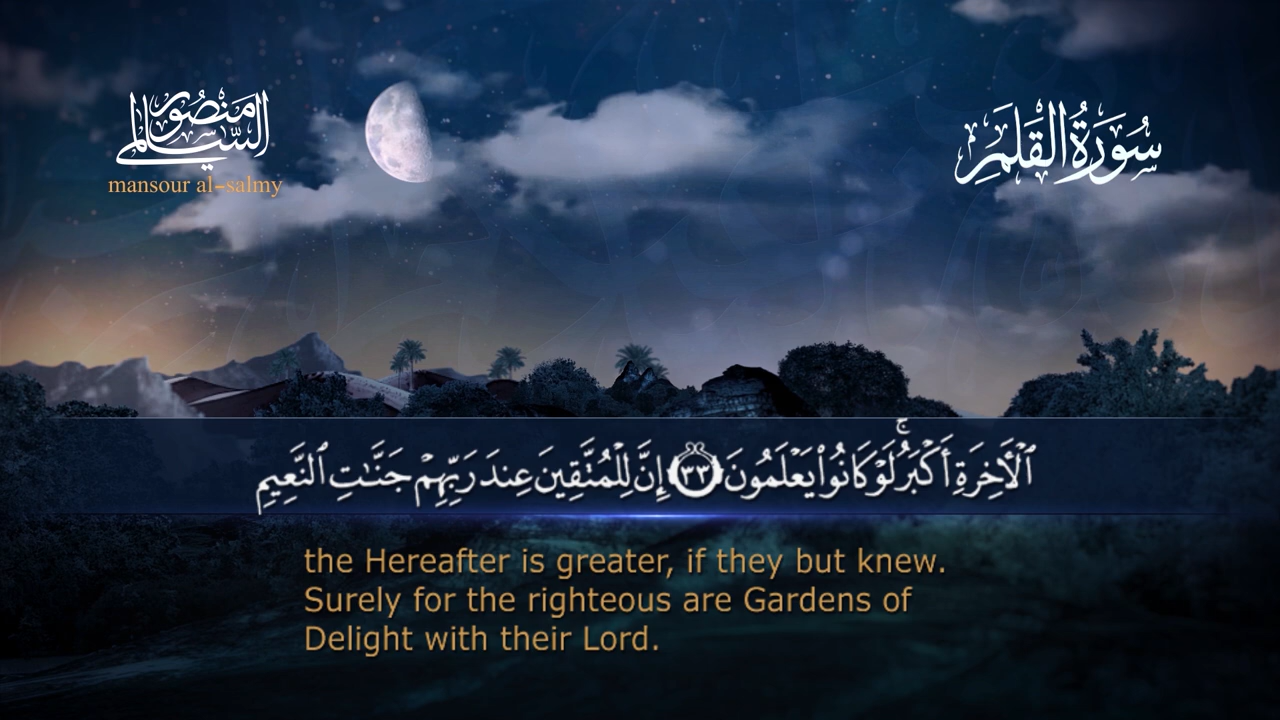 منصور السالمي
mansour al-salmy
سُورَةُ القَلَمِ
ٱلْأَخِرَةِ أَكْبَرُ ۚ لَوْ كَانُوا۟ يَعْلَمُونَ ٣٣ إِنَّ لِلْمُتَّقِينَ عِندَ رَبِّهِمْ جَنَّـٰتِ ٱلنَّعِيمِ
the Hereafter is greater, if they but knew.
Surely for the righteous are Gardens of
Delight with their Lord.